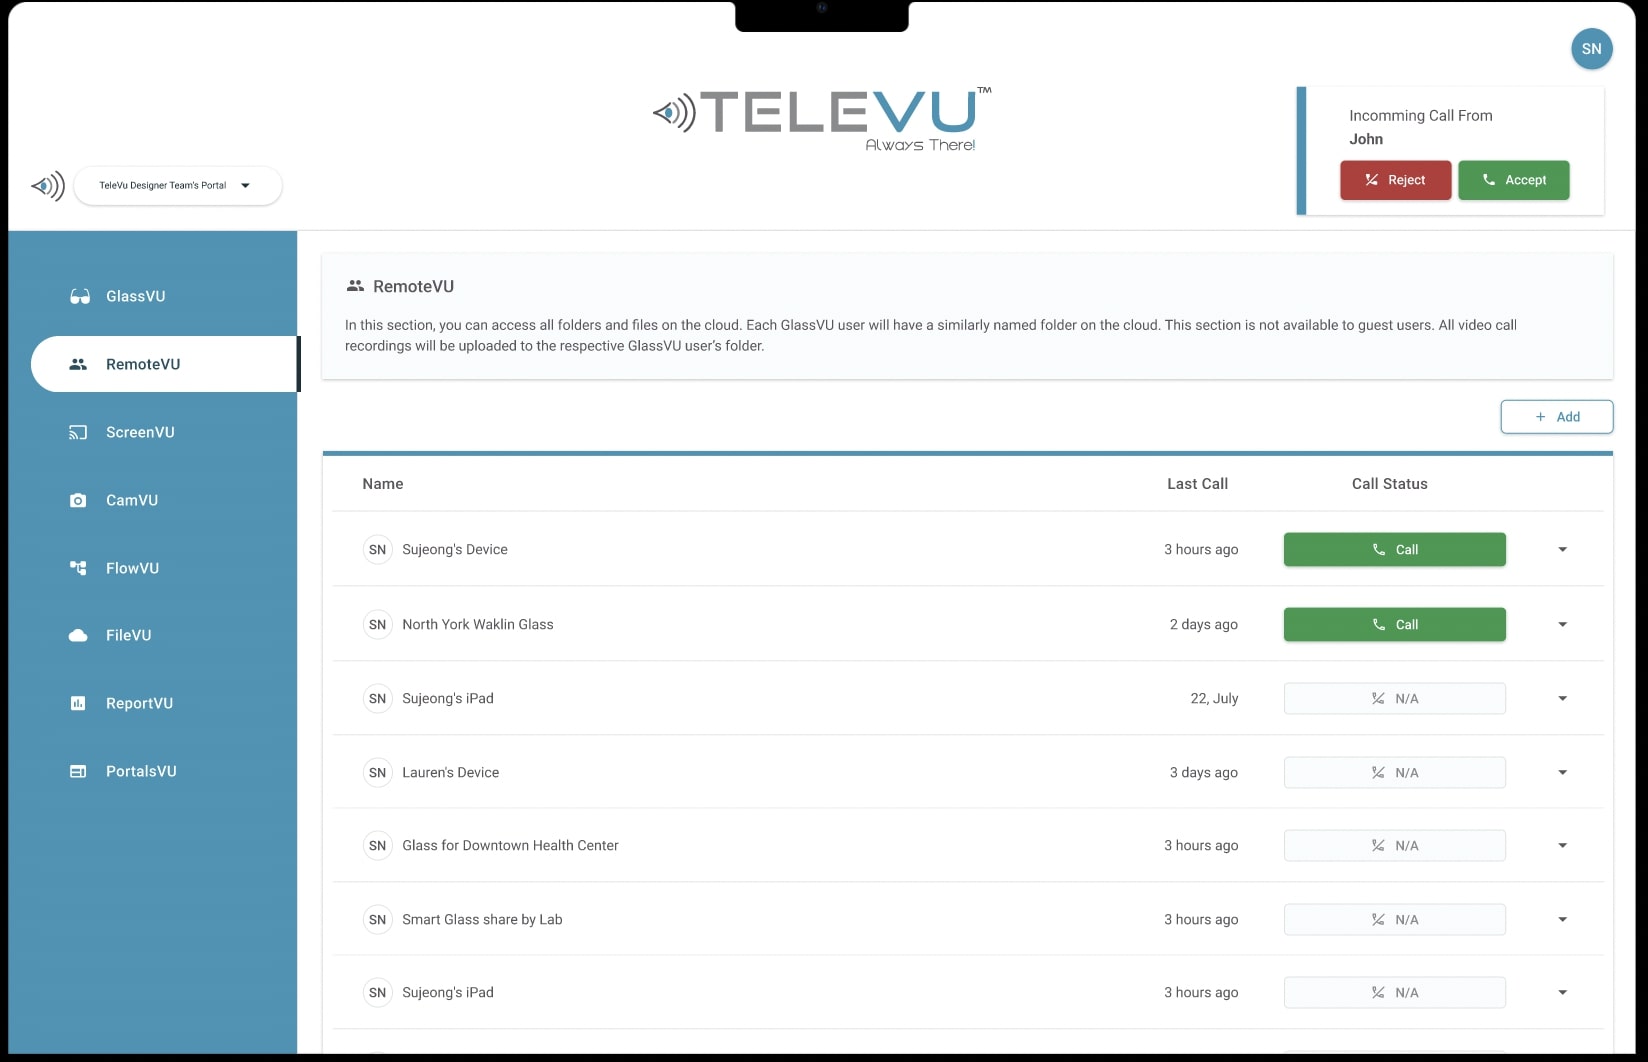 SN
TELEVU™
Always There!
Incomming Call From
John
Reject
Accept
TeleVu Designer Team's Portal
GlassVU
RemoteVU
ScreenVU
CamVU
FlowVU
FileVU
ReportVU
PortalsVU
RemoteVU
In this section, you can access all folders and files on the cloud. Each GlassVU user will have a similarly named folder on the cloud. This section is not available to guest users. All video call
recordings will be uploaded to the respective GlassVU user's folder.
+ Add
Name Last Call Call Status
SN Sujeong's Device 3 hours ago Call
SN North York Waklin Glass 2 days ago Call
SN Sujeong's iPad 22, July N/A
SN Lauren's Device 3 days ago N/A
SN Glass for Downtown Health Center 3 hours ago N/A
SN Smart Glass share by Lab 3 hours ago N/A
SN Sujeong's iPad 3 hours ago N/A